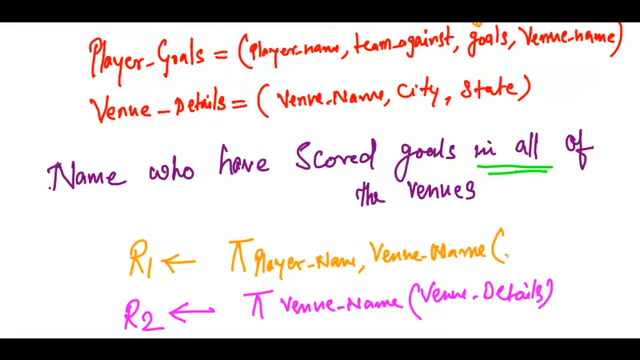 Player_Goals = (Player_name, team_against, goals, Venue_name)
Venue_Details = (Venue_Name, City, State)
Name who have scored goals in all of
the venues
R1 ← π Player_Name, Venue_Name (
R2 ← π Venue_Name (Venue_Details)